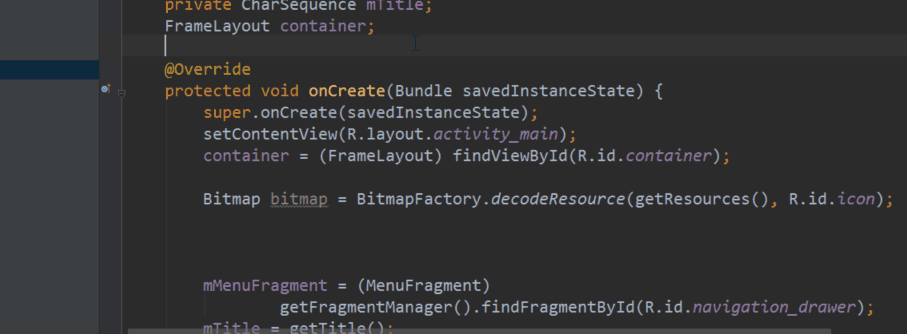 private CharSequence mTitle;
FrameLayout container;
@Override
protected void onCreate(Bundle savedInstanceState) {
super.onCreate(savedInstanceState);
setContentView(R.layout.activity_main);
container = (FrameLayout) findViewById(R.id.container);
Bitmap bitmap = BitmapFactory.decodeResource(getResources(), R.id.icon);
mMenuFragment = (MenuFragment)
getFragmentManager().findFragmentById(R.id.navigation_drawer);
mTitle = getTitle();